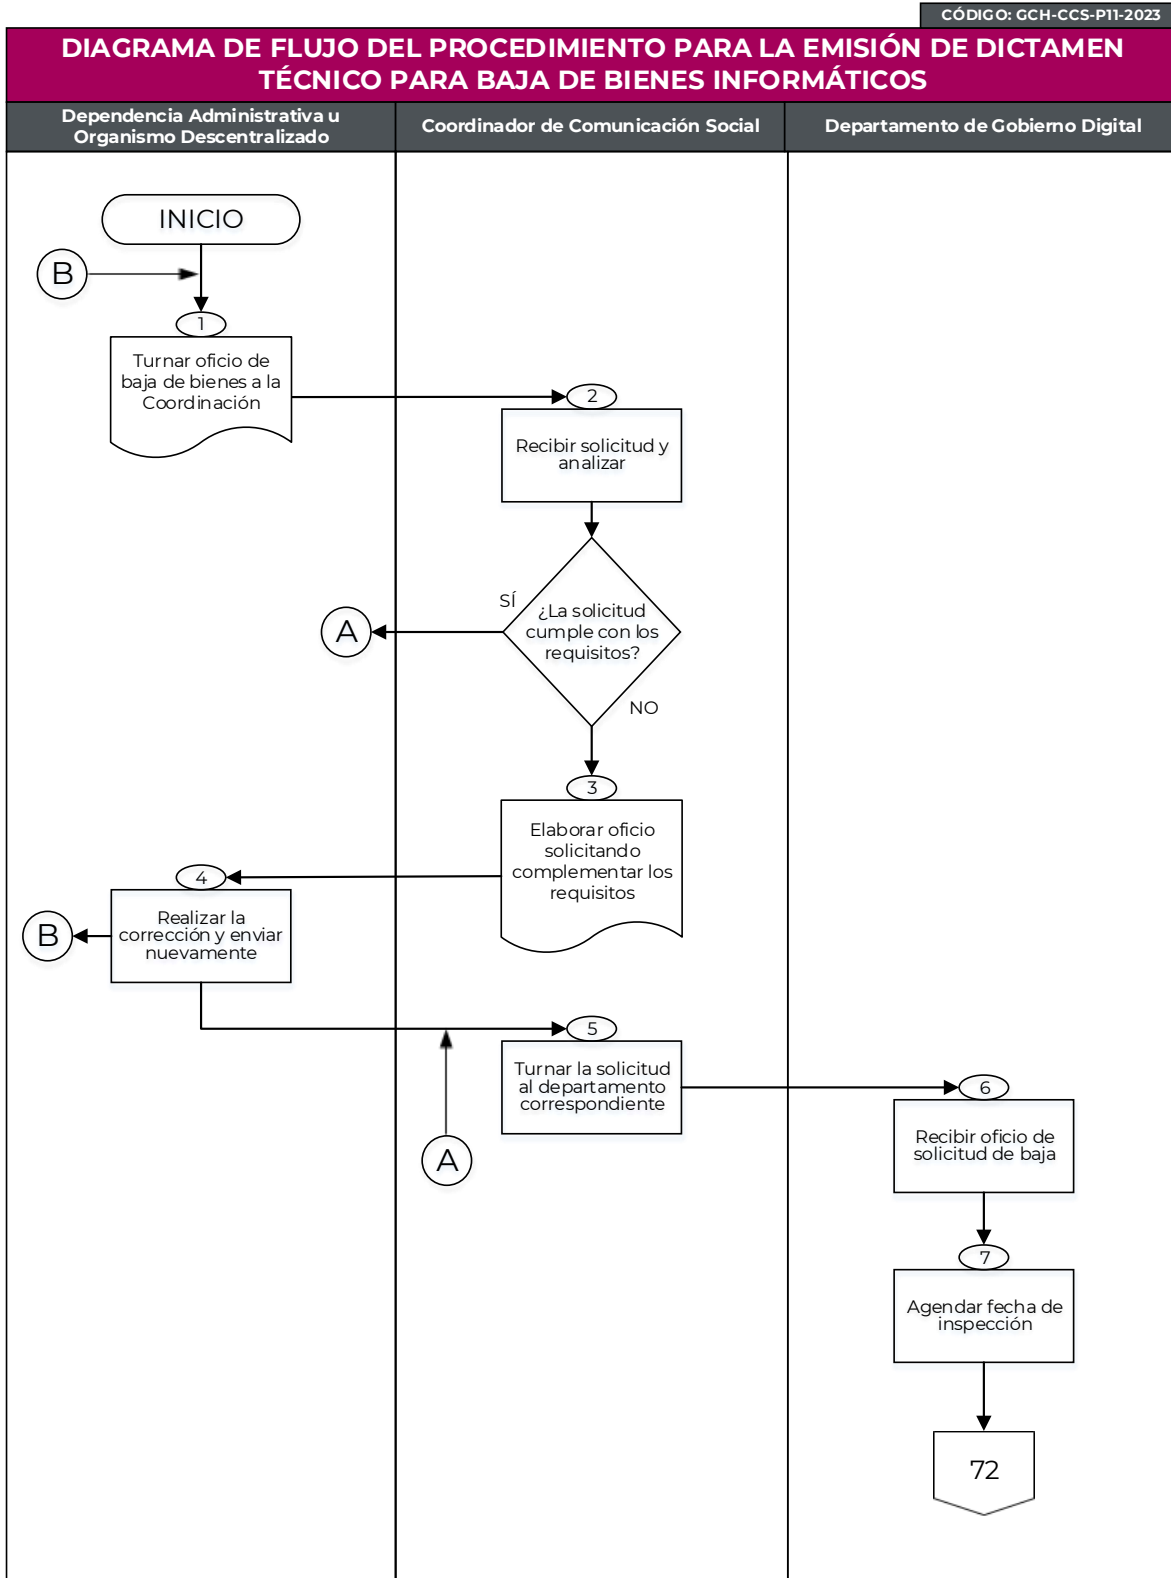 CÓDIGO: GCH-CCS-P11-2023
DIAGRAMA DE FLUJO DEL PROCEDIMIENTO PARA LA EMISIÓN DE DICTAMEN
TÉCNICO PARA BAJA DE BIENES INFORMÁTICOS
Dependencia Administrativa u
Organismo Descentralizado
Coordinador de Comunicación Social
Departamento de Gobierno Digital
INICIO
B
1
Turnar oficio de
baja de bienes a la
Coordinación
2
Recibir solicitud y
analizar
SÍ
¿La solicitud
cumple con los
requisitos?
A
NO
3
Elaborar oficio
solicitando
complementar los
requisitos
4
Realizar la
corrección y enviar
nuevamente
B
5
Turnar la solicitud
al departamento
correspondiente
A
6
Recibir oficio de
solicitud de baja
7
Agendar fecha de
inspección
72